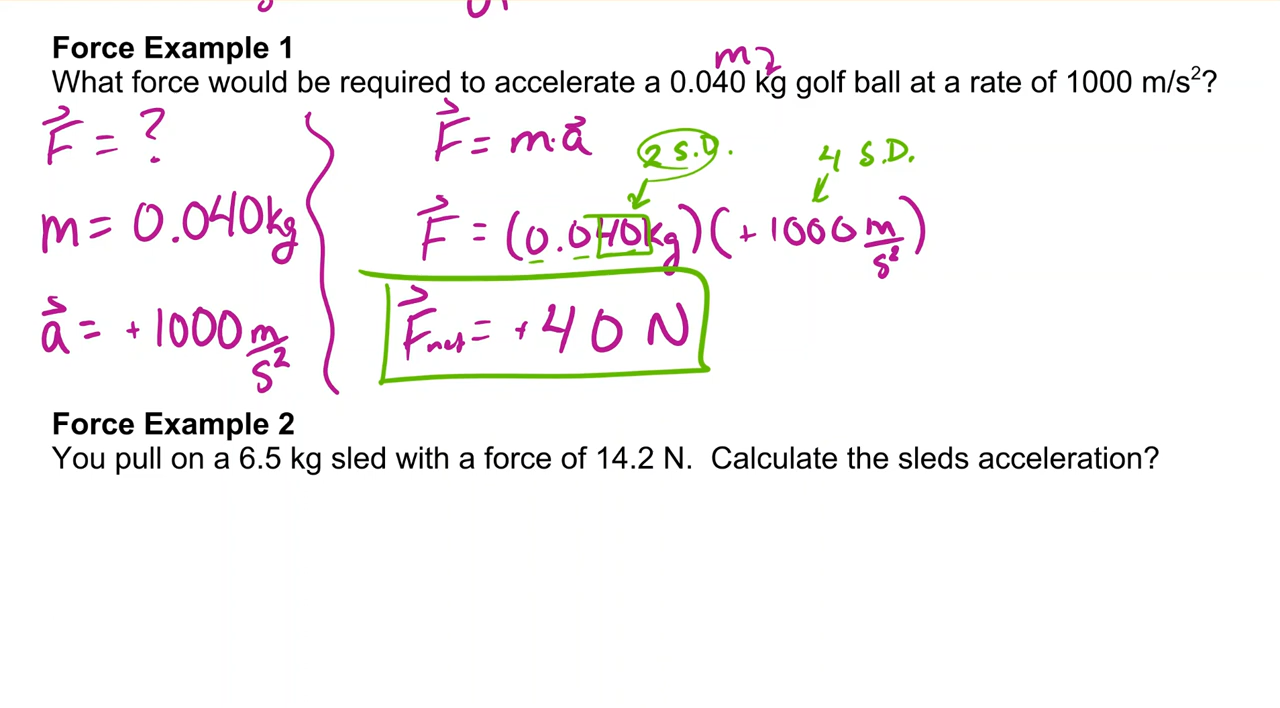 Force Example 1
m?
What force would be required to accelerate a 0.040 kg golf ball at a rate of 1000 m/s²?
F⃗ = ?
F⃗ = m·a⃗
2 S.D.
4 S.D.
m = 0.040kg
F⃗ = (0.040kg)(+1000 m/s²)
a⃗ = +1000 m/s²
F⃗net = +40 N
Force Example 2
You pull on a 6.5 kg sled with a force of 14.2 N. Calculate the sleds acceleration?